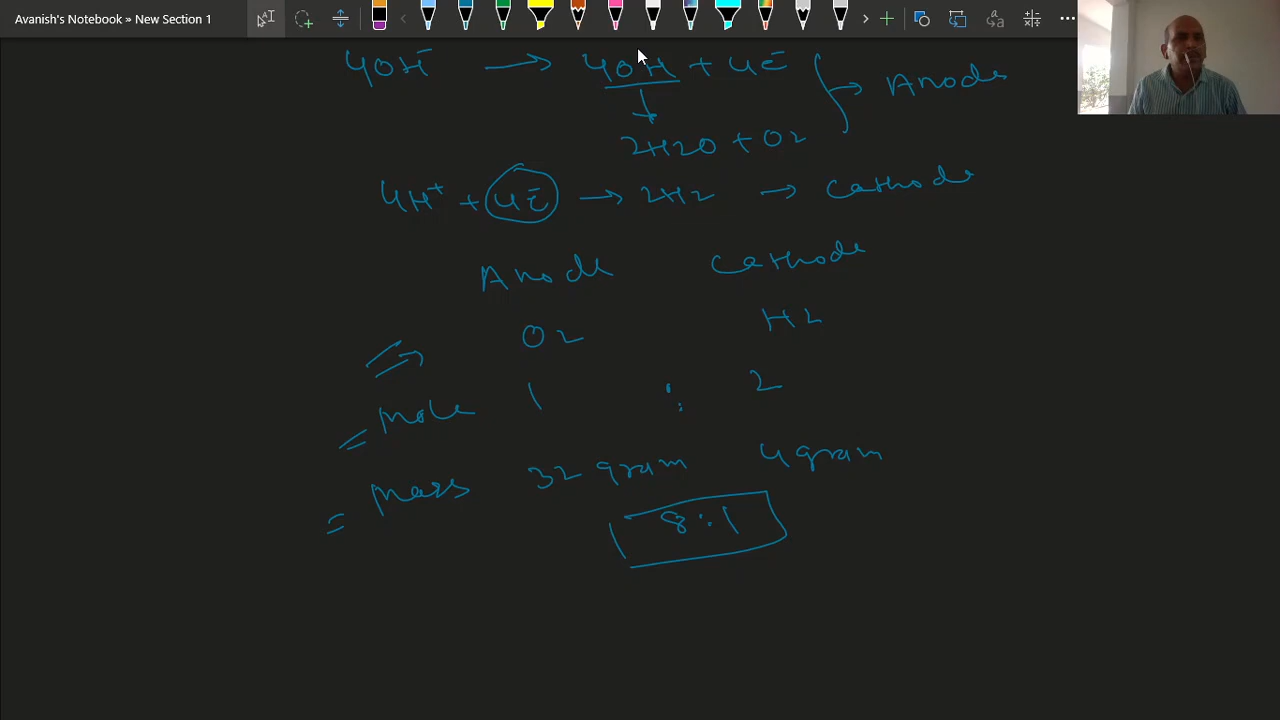 Avanish's Notebook » New Section 1
4OH⁻ → 4OH + 4e⁻ } → Anode
↓
2H2O + O2
4H⁺ + 4e⁻ → 2H2 → Cathode
Anode Cathode
⇒ O2 H2
= Mole 1 : 2
= Mass 32 gram 4 gram
8:1